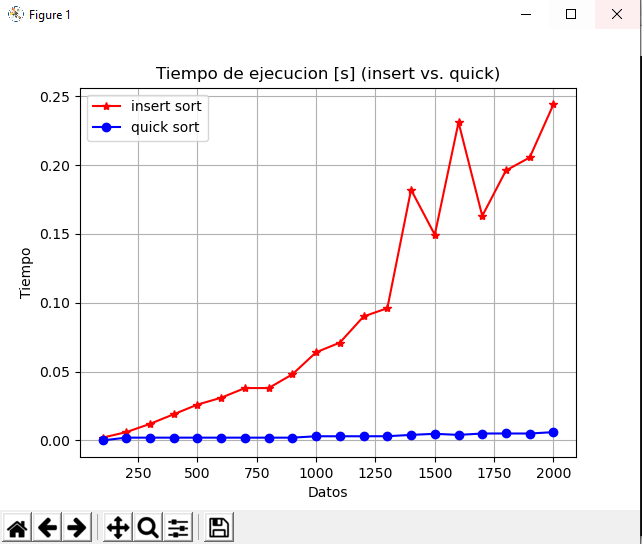 Figure 1
Tiempo de ejecucion [s] (insert vs. quick)
insert sort
quick sort
0.25
0.20
0.15
0.10
0.05
0.00
Tiempo
250 500 750 1000 1250 1500 1750 2000
Datos